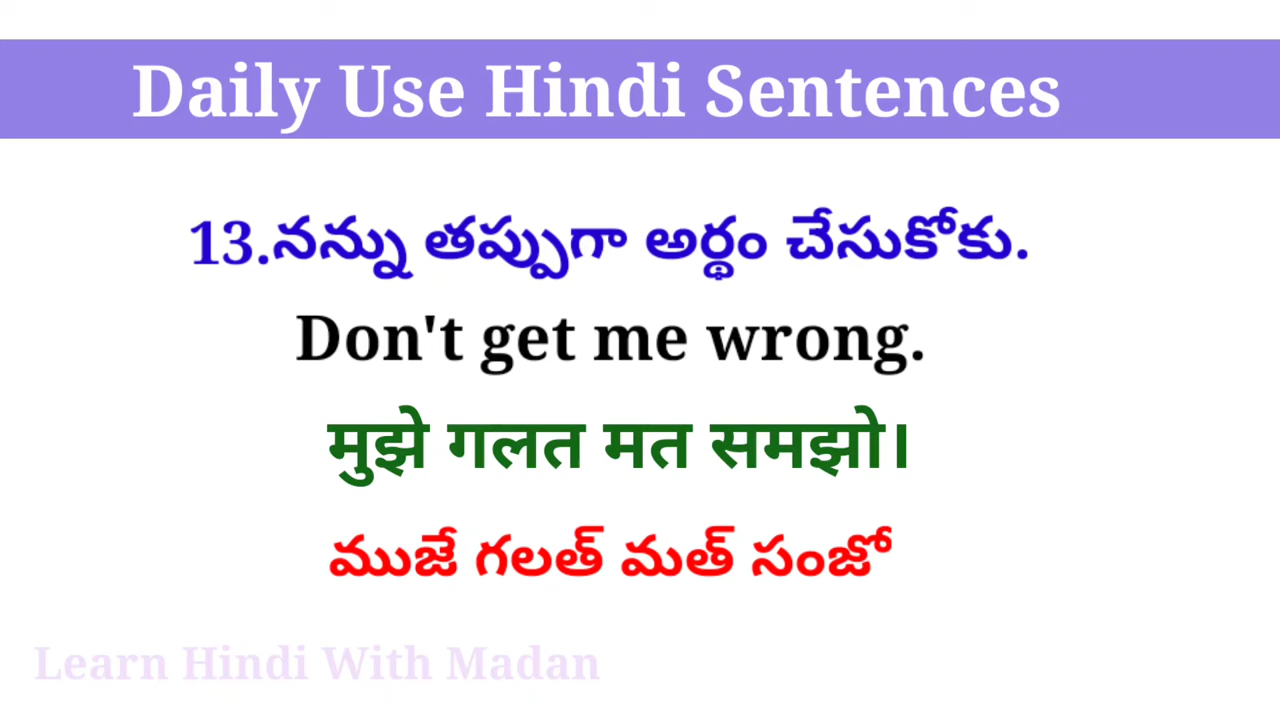 Daily Use Hindi Sentences
13.నన్ను తప్పుగా అర్థం చేసుకోకు.
Don't get me wrong.
मुझे गलत मत समझो।
ముజే గలత్ మత్ సంజో
Learn Hindi With Madan